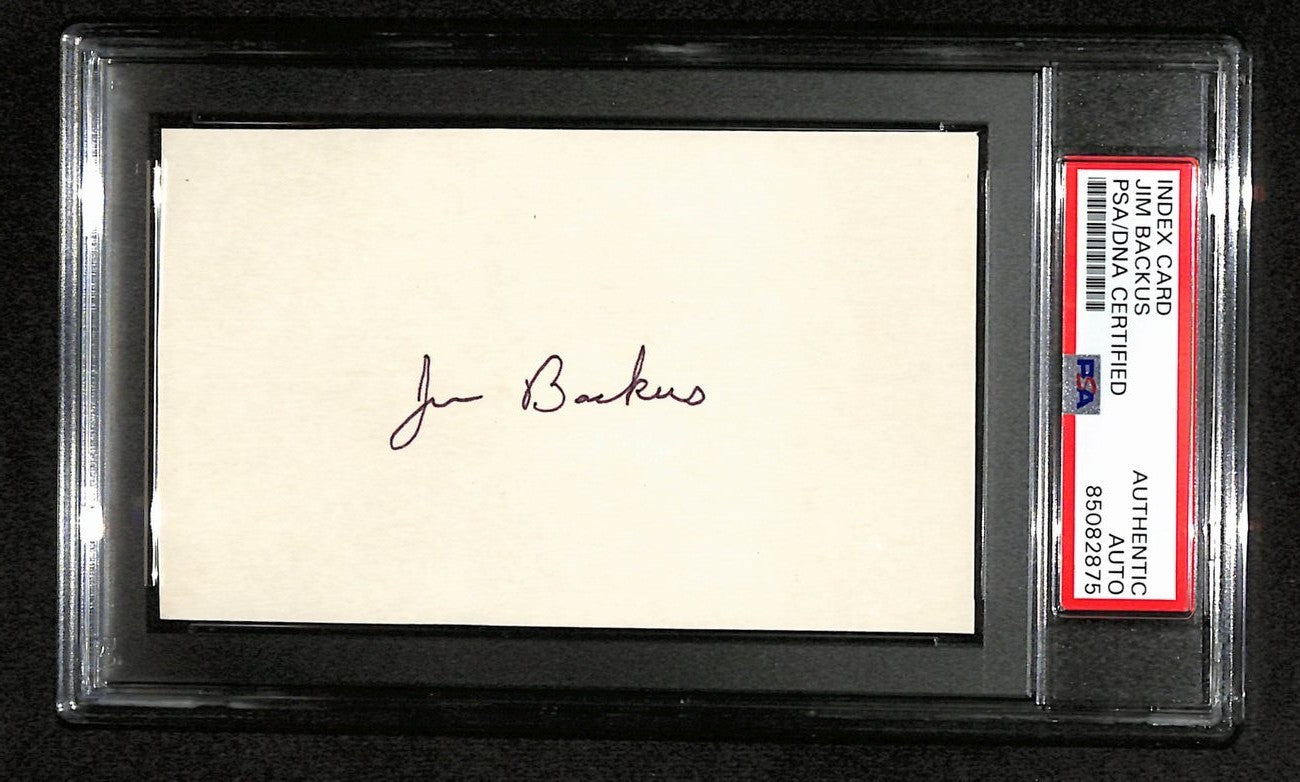 Jim Backus
INDEX CARD
JIM BACKUS
PSA/DNA CERTIFIED
PSA
AUTHENTIC
AUTO
85082875